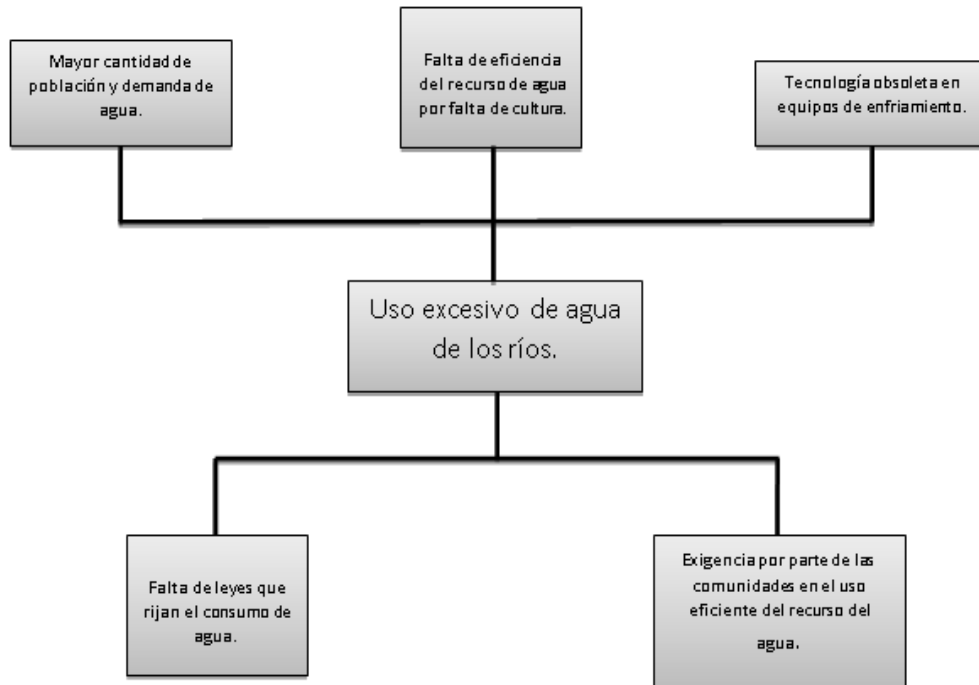 Mayor cantidad de
población y demanda de
agua.
Falta de eficiencia
del recurso de agua
por falta de cultura.
Tecnología obsoleta en
equipos de enfriamiento.
Uso excesivo de agua
de los ríos.
Falta de leyes que
rijan el consumo de
agua.
Exigencia por parte de las
comunidades en el uso
eficiente del recurso del
agua.